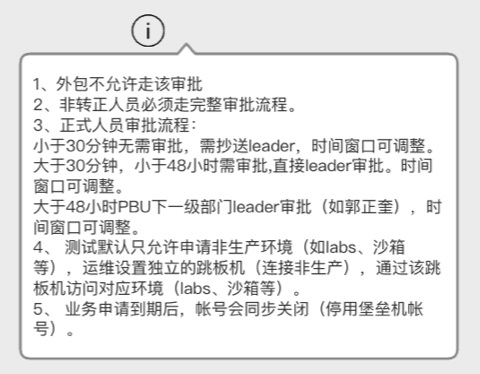 i
1、外包不允许走该审批
2、非转正人员必须走完整审批流程。
3、正式人员审批流程：
小于30分钟无需审批，需抄送leader，时间窗口可调整。
大于30分钟，小于48小时需审批,直接leader审批。时间
窗口可调整。
大于48小时PBU下一级部门leader审批（如郭正奎），时
间窗口可调整。
4、 测试默认只允许申请非生产环境（如labs、沙箱
等），运维设置独立的跳板机（连接非生产），通过该跳
板机访问对应环境（labs、沙箱等）。
5、 业务申请到期后，帐号会同步关闭（停用堡垒机帐
号）。